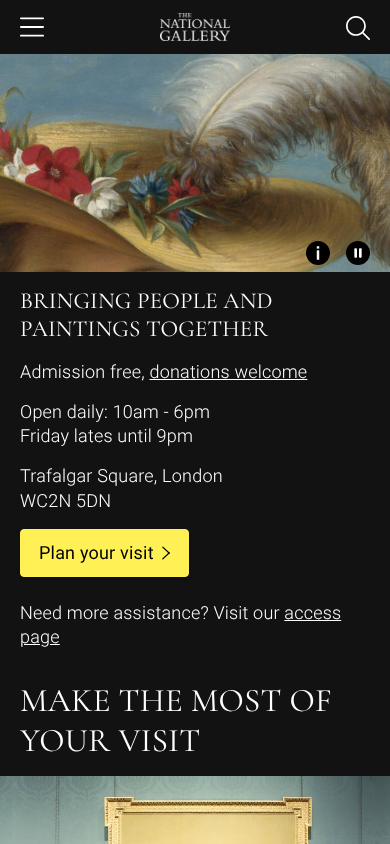 THE
NATIONAL
GALLERY
BRINGING PEOPLE AND
PAINTINGS TOGETHER
Admission free, donations welcome
Open daily: 10am - 6pm
Friday lates until 9pm
Trafalgar Square, London
WC2N 5DN
Plan your visit
Need more assistance? Visit our access
page
MAKE THE MOST OF
YOUR VISIT